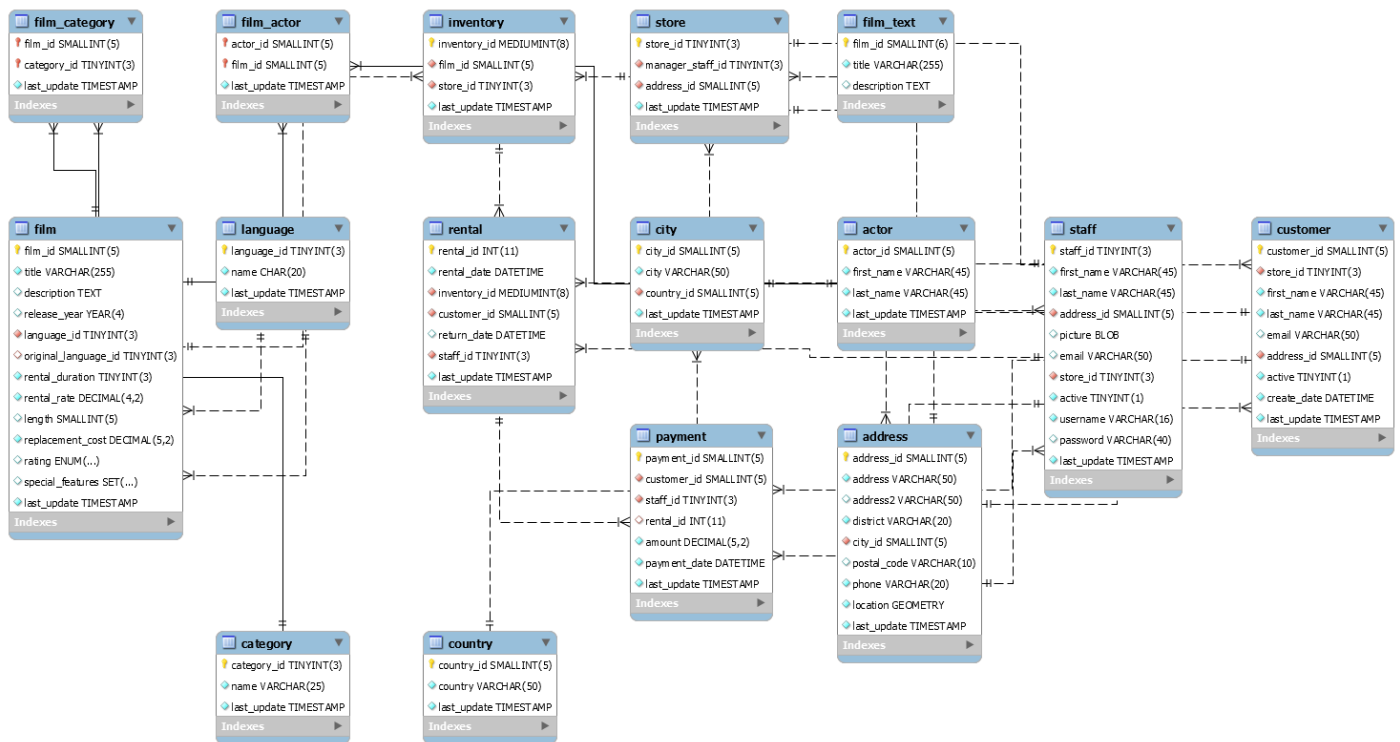 film_category
film_id SMALLINT(5)
category_id TINYINT(3)
last_update TIMESTAMP
Indexes
film_actor
actor_id SMALLINT(5)
film_id SMALLINT(5)
last_update TIMESTAMP
Indexes
inventory
inventory_id MEDIUMINT(8)
film_id SMALLINT(5)
store_id TINYINT(3)
last_update TIMESTAMP
Indexes
store
store_id TINYINT(3)
manager_staff_id TINYINT(3)
address_id SMALLINT(5)
last_update TIMESTAMP
Indexes
film_text
film_id SMALLINT(6)
title VARCHAR(255)
description TEXT
Indexes
film
film_id SMALLINT(5)
title VARCHAR(255)
description TEXT
release_year YEAR(4)
language_id TINYINT(3)
original_language_id TINYINT(3)
rental_duration TINYINT(3)
rental_rate DECIMAL(4,2)
length SMALLINT(5)
replacement_cost DECIMAL(5,2)
rating ENUM(...)
special_features SET(...)
last_update TIMESTAMP
Indexes
language
language_id TINYINT(3)
name CHAR(20)
last_update TIMESTAMP
Indexes
rental
rental_id INT(11)
rental_date DATETIME
inventory_id MEDIUMINT(8)
customer_id SMALLINT(5)
return_date DATETIME
staff_id TINYINT(3)
last_update TIMESTAMP
Indexes
city
city_id SMALLINT(5)
city VARCHAR(50)
country_id SMALLINT(5)
last_update TIMESTAMP
Indexes
actor
actor_id SMALLINT(5)
first_name VARCHAR(45)
last_name VARCHAR(45)
last_update TIMESTAMP
Indexes
staff
staff_id TINYINT(3)
first_name VARCHAR(45)
last_name VARCHAR(45)
address_id SMALLINT(5)
picture BLOB
email VARCHAR(50)
store_id TINYINT(3)
active TINYINT(1)
username VARCHAR(16)
password VARCHAR(40)
last_update TIMESTAMP
Indexes
customer
customer_id SMALLINT(5)
store_id TINYINT(3)
first_name VARCHAR(45)
last_name VARCHAR(45)
email VARCHAR(50)
address_id SMALLINT(5)
active TINYINT(1)
create_date DATETIME
last_update TIMESTAMP
Indexes
payment
payment_id SMALLINT(5)
customer_id SMALLINT(5)
staff_id TINYINT(3)
rental_id INT(11)
amount DECIMAL(5,2)
payment_date DATETIME
last_update TIMESTAMP
Indexes
address
address_id SMALLINT(5)
address VARCHAR(50)
address2 VARCHAR(50)
district VARCHAR(20)
city_id SMALLINT(5)
postal_code VARCHAR(10)
phone VARCHAR(20)
location GEOMETRY
last_update TIMESTAMP
Indexes
category
category_id TINYINT(3)
name VARCHAR(25)
last_update TIMESTAMP
Indexes
country
country_id SMALLINT(5)
country VARCHAR(50)
last_update TIMESTAMP
Indexes